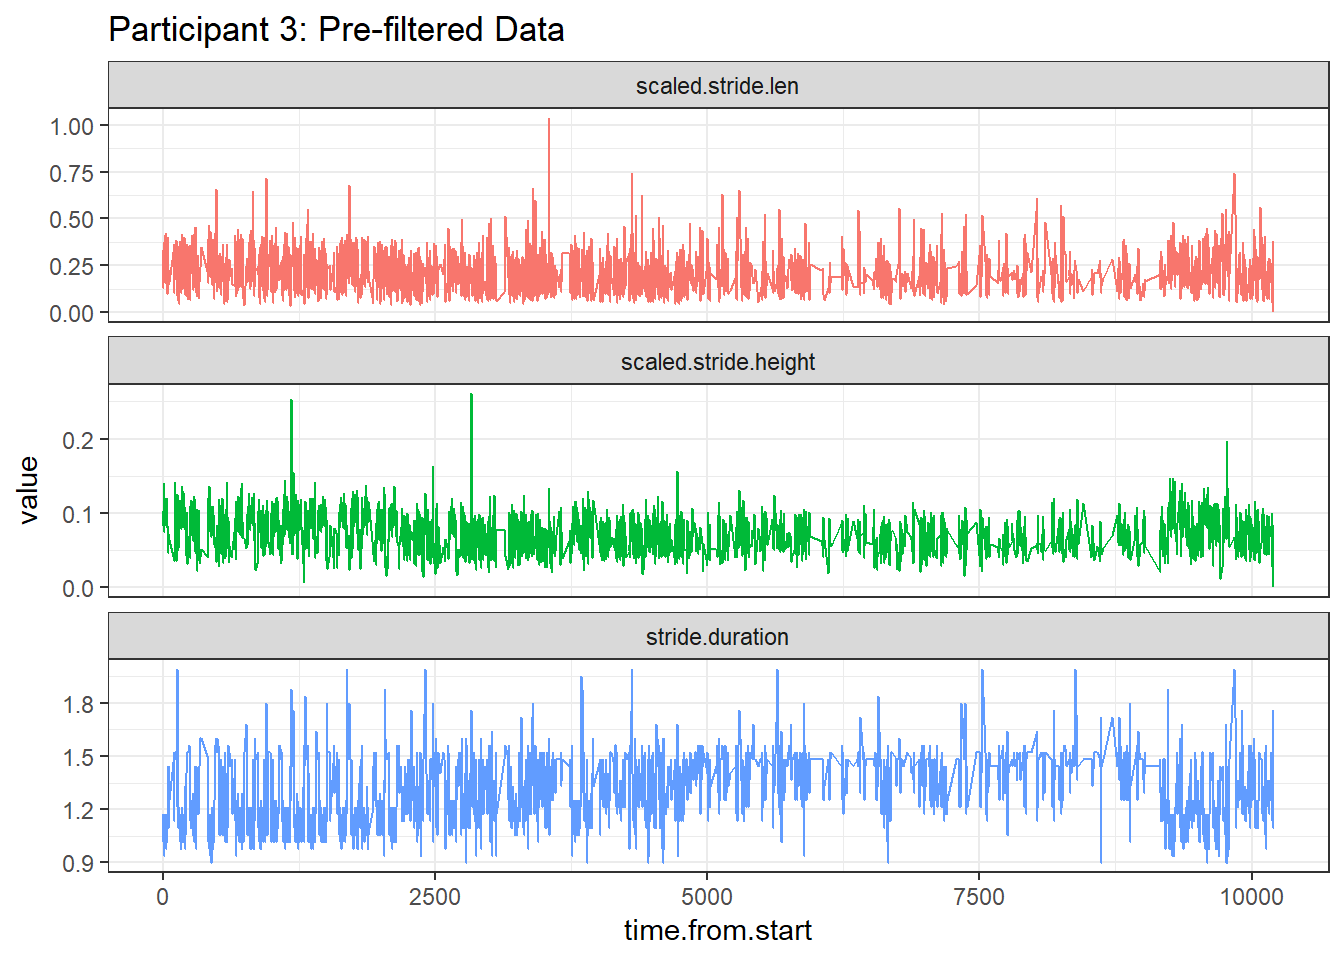 Participant 3: Pre-filtered Data
scaled.stride.len
1.00
0.75
0.50
0.25
0.00
scaled.stride.height
0.2
0.1
0.0
value
stride.duration
1.8
1.5
1.2
0.9
0 2500 5000 7500 10000
time.from.start